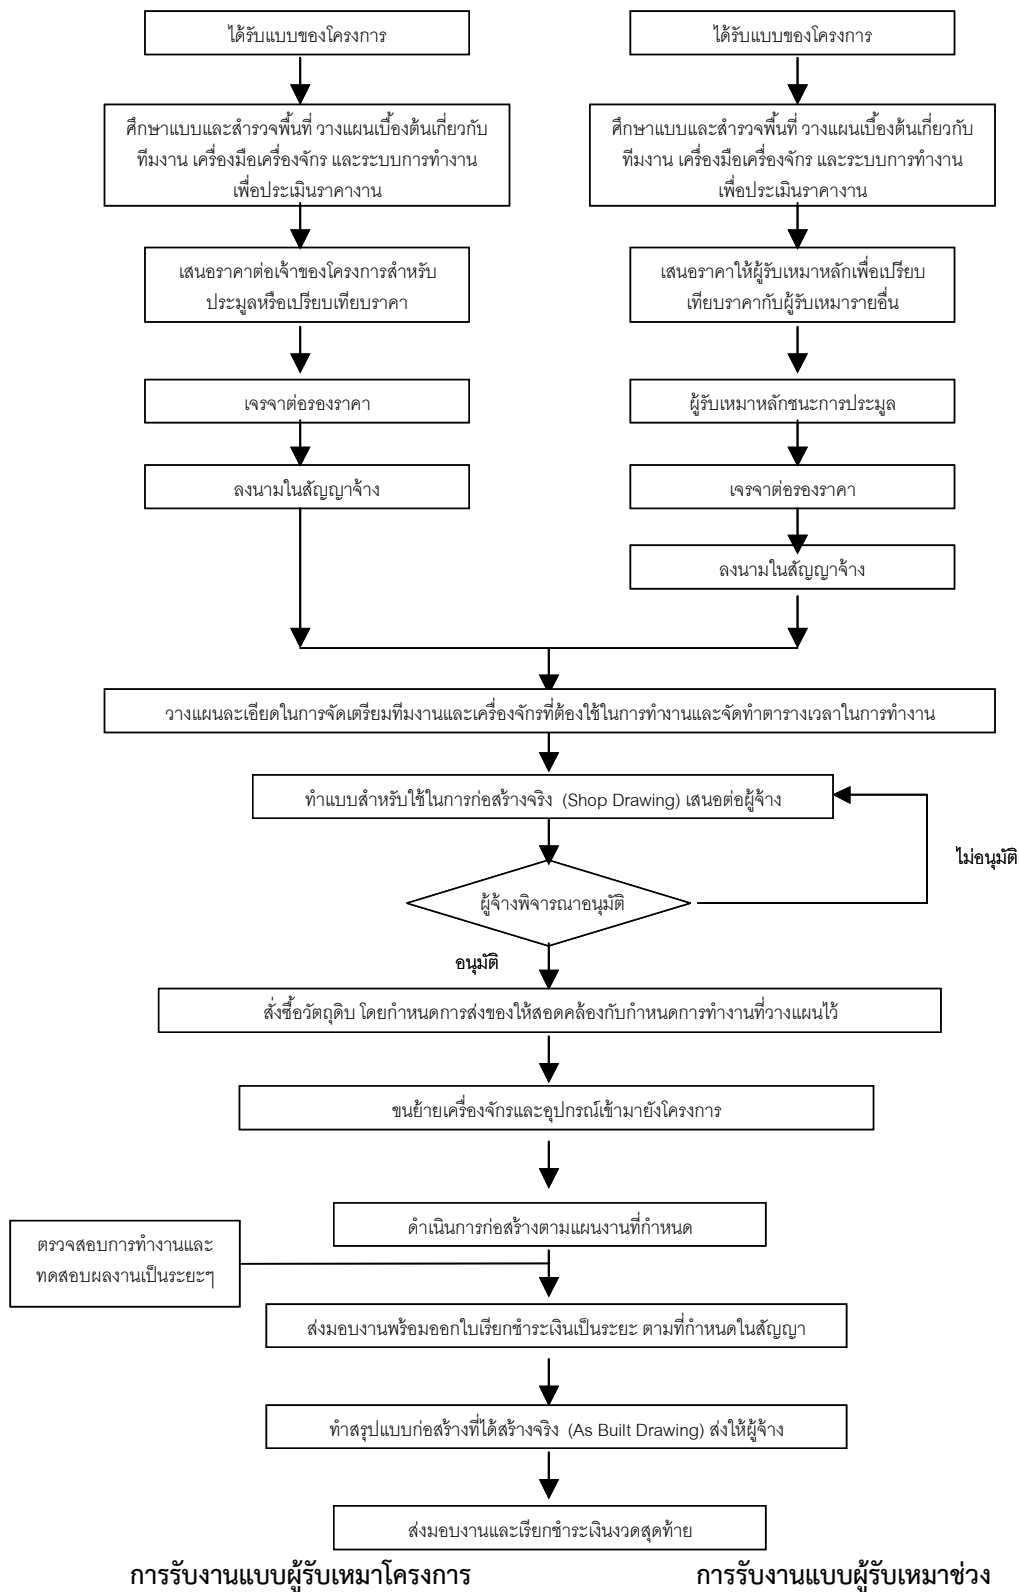 ได้รับแบบของโครงการ
ศึกษาแบบและสำรวจพื้นที่ วางแผนเบื้องต้นเกี่ยวกับ
ทีมงาน เครื่องมือเครื่องจักร และระบบการทำงาน
เพื่อประเมินราคางาน
เสนอราคาต่อเจ้าของโครงการสำหรับ
ประมูลหรือเปรียบเทียบราคา
เจรจาต่อรองราคา
ลงนามในสัญญาจ้าง
ได้รับแบบของโครงการ
ศึกษาแบบและสำรวจพื้นที่ วางแผนเบื้องต้นเกี่ยวกับ
ทีมงาน เครื่องมือเครื่องจักร และระบบการทำงาน
เพื่อประเมินราคางาน
เสนอราคาให้ผู้รับเหมาหลักเพื่อเปรียบ
เทียบราคากับผู้รับเหมารายอื่น
ผู้รับเหมาหลักชนะการประมูล
เจรจาต่อรองราคา
ลงนามในสัญญาจ้าง
วางแผนละเอียดในการจัดเตรียมทีมงานและเครื่องจักรที่ต้องใช้ในการทำงานและจัดทำตารางเวลาในการทำงาน
ทำแบบสำหรับใช้ในการก่อสร้างจริง (Shop Drawing) เสนอต่อผู้จ้าง
ไม่อนุมัติ
ผู้จ้างพิจารณาอนุมัติ
อนุมัติ
สั่งซื้อวัตถุดิบ โดยกำหนดการส่งของให้สอดคล้องกับกำหนดการทำงานที่วางแผนไว้
ขนย้ายเครื่องจักรและอุปกรณ์เข้ามายังโครงการ
ดำเนินการก่อสร้างตามแผนงานที่กำหนด
ตรวจสอบการทำงานและ
ทดสอบผลงานเป็นระยะๆ
ส่งมอบงานพร้อมออกใบเรียกชำระเงินเป็นระยะ ตามที่กำหนดในสัญญา
ทำสรุปแบบก่อสร้างที่ได้สร้างจริง (As Built Drawing) ส่งให้ผู้จ้าง
ส่งมอบงานและเรียกชำระเงินงวดสุดท้าย
การรับงานแบบผู้รับเหมาโครงการ
การรับงานแบบผู้รับเหมาช่วง